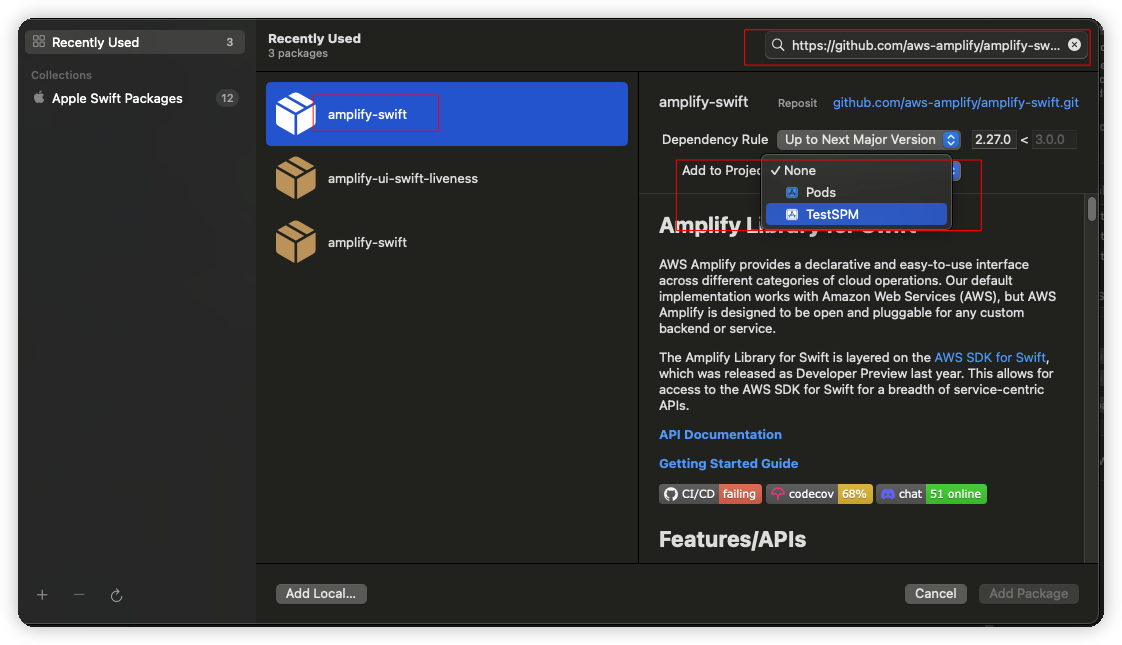 Recently Used
3
Collections
Apple Swift Packages
12
Recently Used
3 packages
https://github.com/aws-amplify/amplify-sw...
amplify-swift
amplify-ui-swift-liveness
amplify-swift
amplify-swift
Reposit
github.com/aws-amplify/amplify-swift.git
Dependency Rule
Up to Next Major Version
2.27.0 < 3.0.0
Add to Projec
✓ None
Pods
TestSPM
Amplify Library for Swift
AWS Amplify provides a declarative and easy-to-use interface
across different categories of cloud operations. Our default
implementation works with Amazon Web Services (AWS), but AWS
Amplify is designed to be open and pluggable for any custom
backend or service.
The Amplify Library for Swift is layered on the AWS SDK for Swift,
which was released as Developer Preview last year. This allows for
access to the AWS SDK for Swift for a breadth of service-centric
APIs.
API Documentation
Getting Started Guide
CI/CD failing codecov 68% chat 51 online
Features/APIs
Add Local...
Cancel
Add Package